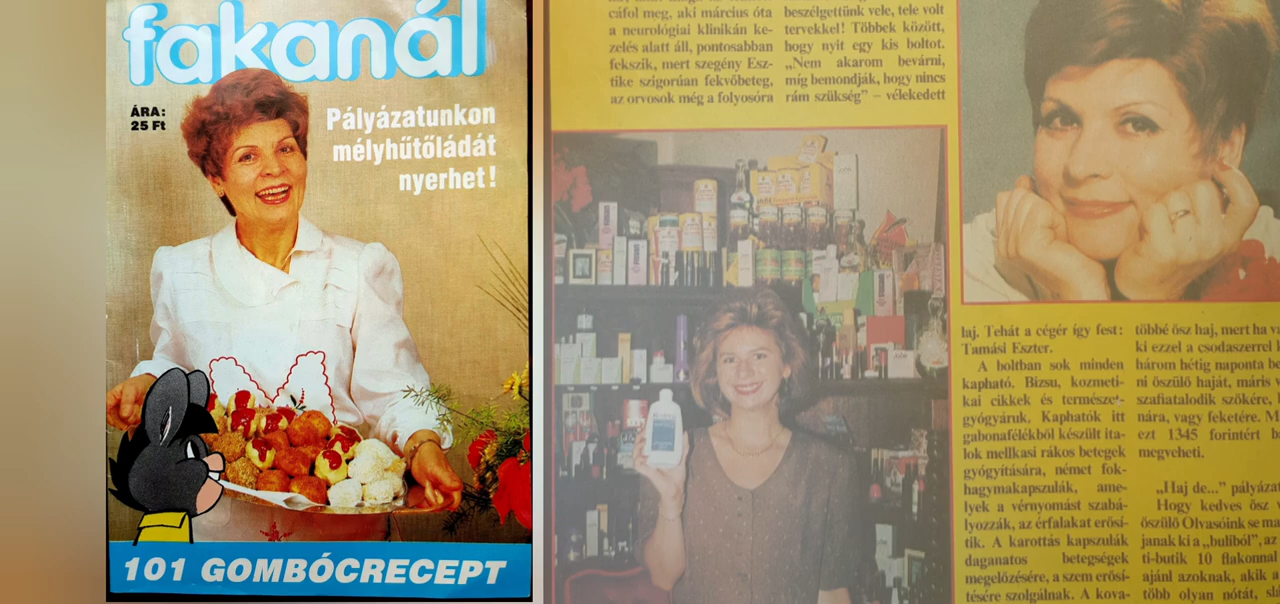 fakanál
ÁRA:
25 Ft
Pályázatunkon
mélyhűtőládát
nyerhet!
101 GOMBÓCRECEPT
cáfol meg, aki március óta
a neurológiai klinikán ke-
zelés alatt áll, pontosabban
fekszik, mert szegény Esz-
tike szigorúan fekvőbeteg,
az orvosok még a folyosóra
beszélgettünk vele, tele volt
tervekkel! Többek között,
hogy nyit egy kis boltot.
„Nem akarom bevárni,
míg bemondják, hogy nincs
rám szükség” – vélekedett
laj. Tehát a cégér így fest:
Tamási Eszter.
A boltban sok minden
kapható. Bizsu, kozmeti-
kai cikkek és természet-
gyógyáruk. Kaphatók itt
gabonafélékből készült ita-
lok mellkasi rákos betegek
gyógyítására, német fok-
hagymakapszulák, ame-
lyek a vérnyomást szabá-
lyozzák, az érfalakat erősí-
tik. A karottás kapszulák
daganatos betegségek
megelőzésére, a szem erősí-
tésére szolgálnak. A kova-
többé ősz haj, mert ha v
ki ezzel a csodaszerrel
három hétig naponta be
ni őszülő haját, máris v
szafiatalodik szőkére,
nára, vagy feketére. M
ezt 1345 forintért
megveheti.
„Haj de...” pályázat
Hogy kedves ősz
őszülő Olvasóink se ma
janak ki a „buliból”, az
ti-butik 10 flakonnal
ajánl azoknak, akik a
több olyan nótát, sl